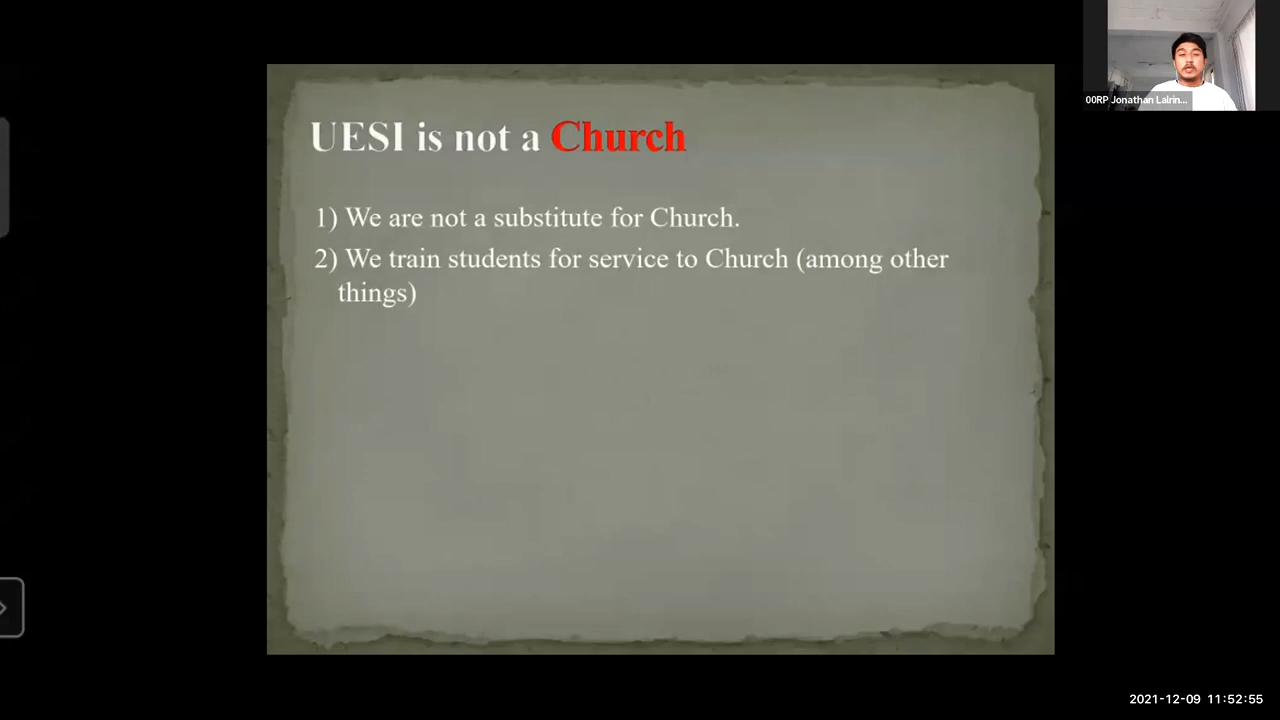 UESI is not a Church
1) We are not a substitute for Church.
2) We train students for service to Church (among other
things)
00RP Jonathan Lalrin...
2021-12-09 11:52:55